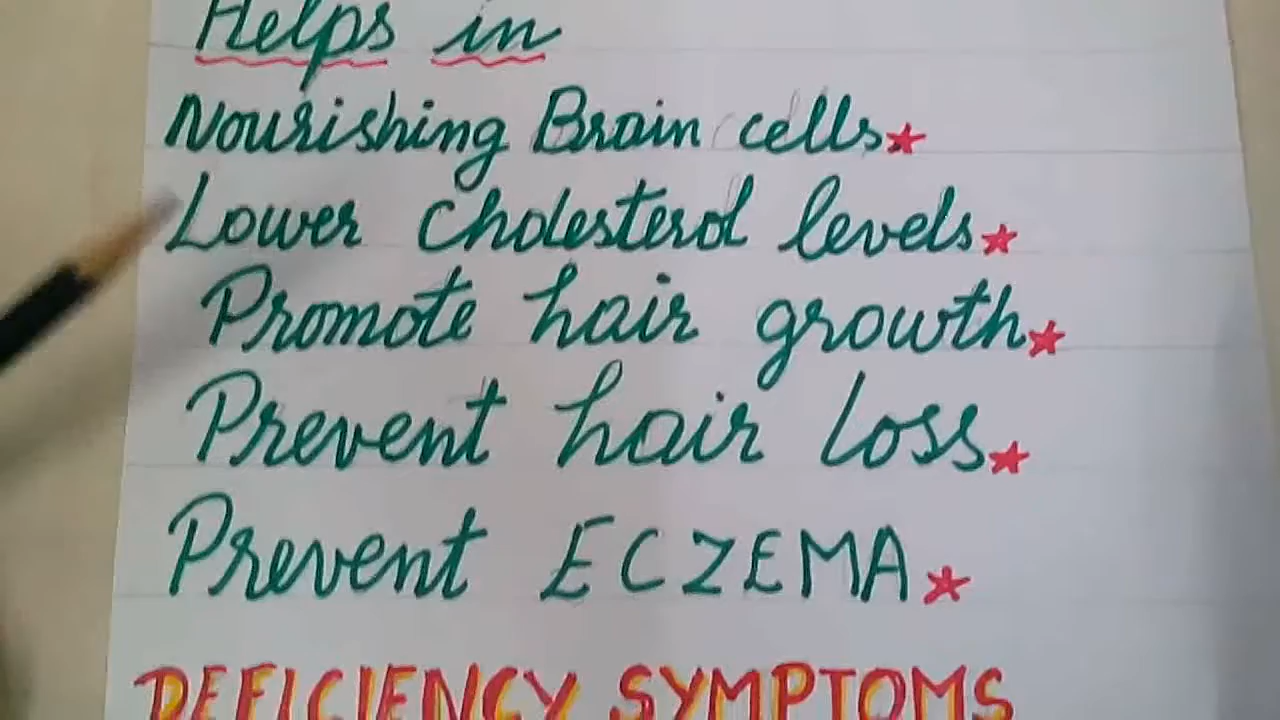 Helps in
Nourishing Brain cells
Lower cholesterol levels
Promote hair growth
Prevent hair loss
Prevent ECZEMA
DEFICIENCY SYMPTOMS